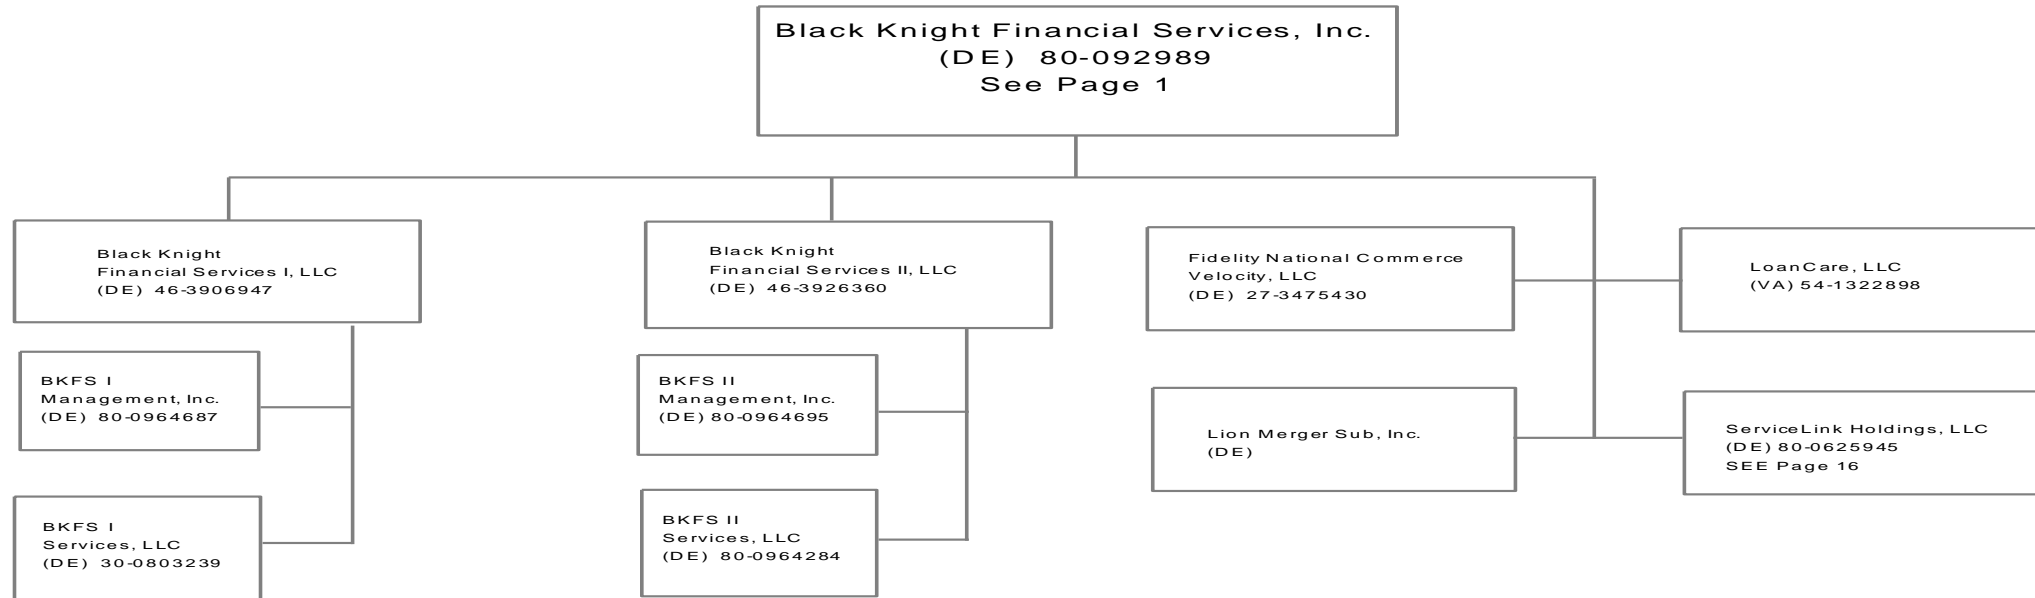 Black Knight Financial Services, Inc.
(DE) 80-092989
See Page 1
Black Knight
Financial Services I, LLC
(DE) 46-3906947
Black Knight
Financial Services II, LLC
(DE) 46-3926360
Fidelity National Commerce
Velocity, LLC
(DE) 27-3475430
LoanCare, LLC
(VA) 54-1322898
BKFS I
Management, Inc.
(DE) 80-0964687
BKFS II
Management, Inc.
(DE) 80-0964695
Lion Merger Sub, Inc.
(DE)
ServiceLink Holdings, LLC
(DE) 80-0625945
SEE Page 16
BKFS I
Services, LLC
(DE) 30-0803239
BKFS II
Services, LLC
(DE) 80-0964284